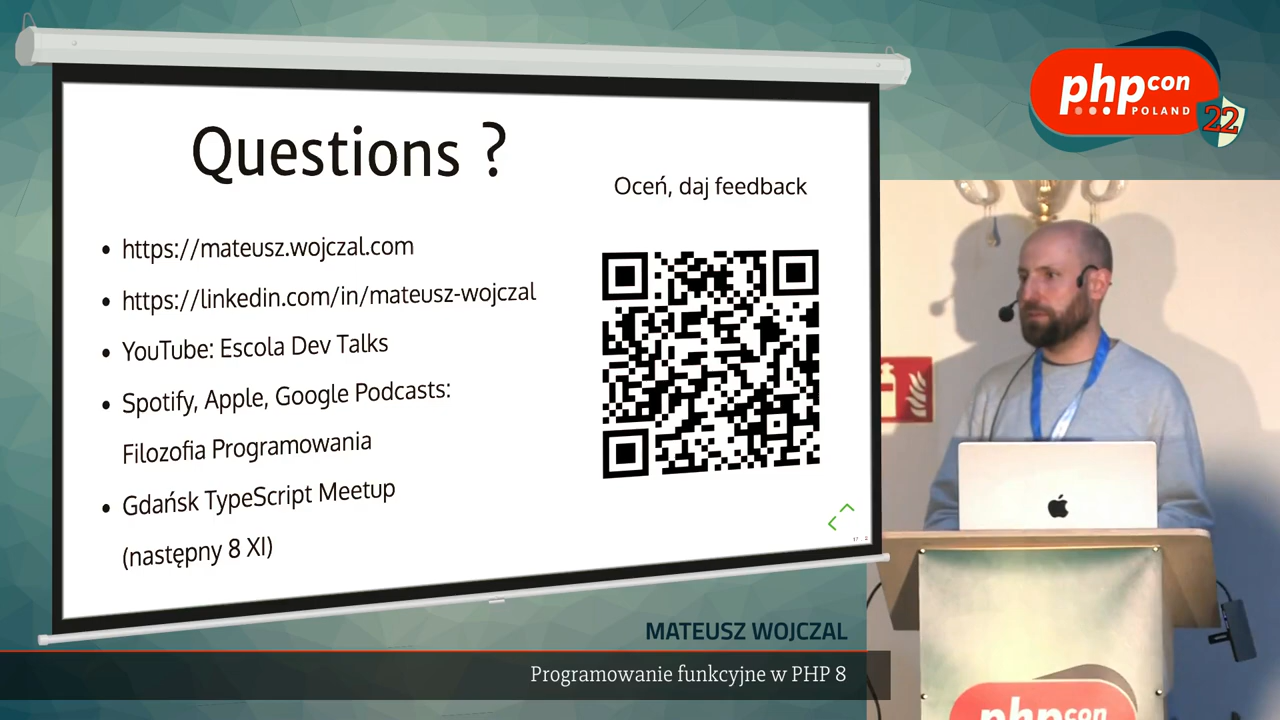 Questions ?
Oceń, daj feedback
• https://mateusz.wojczal.com
• https://linkedin.com/in/mateusz-wojczal
• YouTube: Escola Dev Talks
• Spotify, Apple, Google Podcasts:
Filozofia Programowania
• Gdańsk TypeScript Meetup
(następny 8 XI)
MATEUSZ WOJCZAL
Programowanie funkcyjne w PHP 8
phpcon
POLAND
22
phpcon